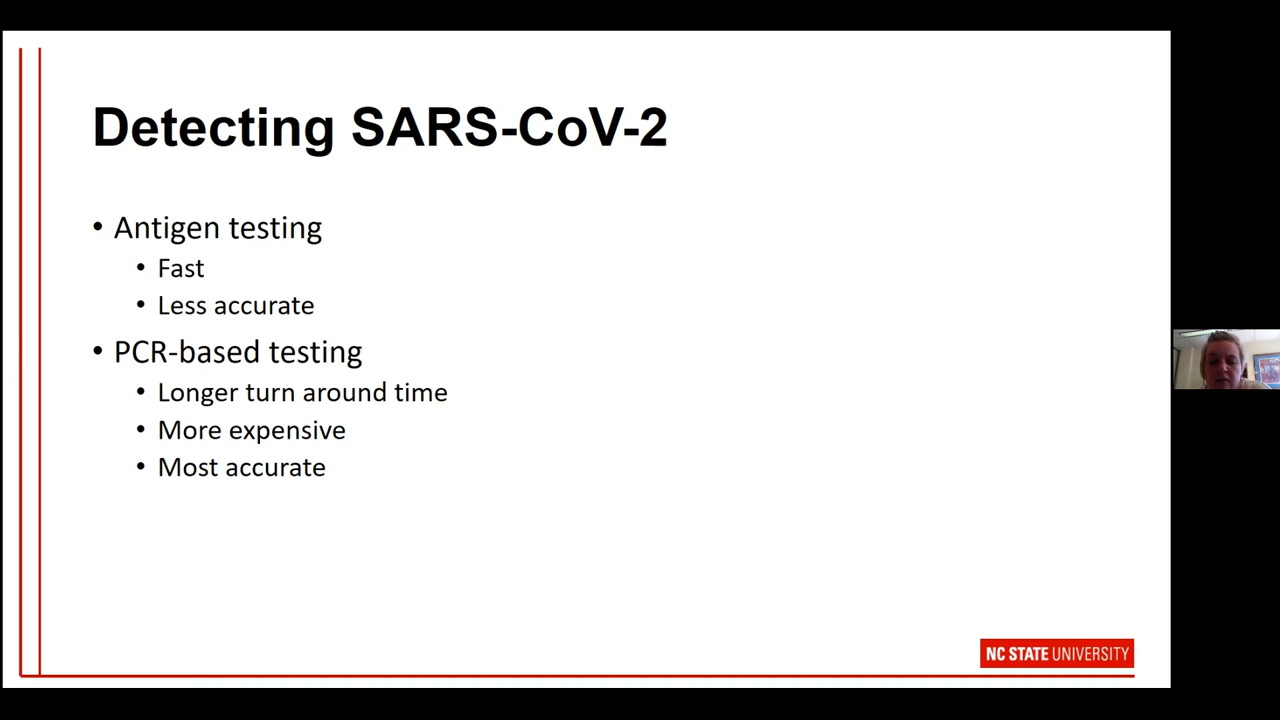 Detecting SARS-CoV-2
• Antigen testing
• Fast
• Less accurate
• PCR-based testing
• Longer turn around time
• More expensive
• Most accurate
NC STATE UNIVERSITY